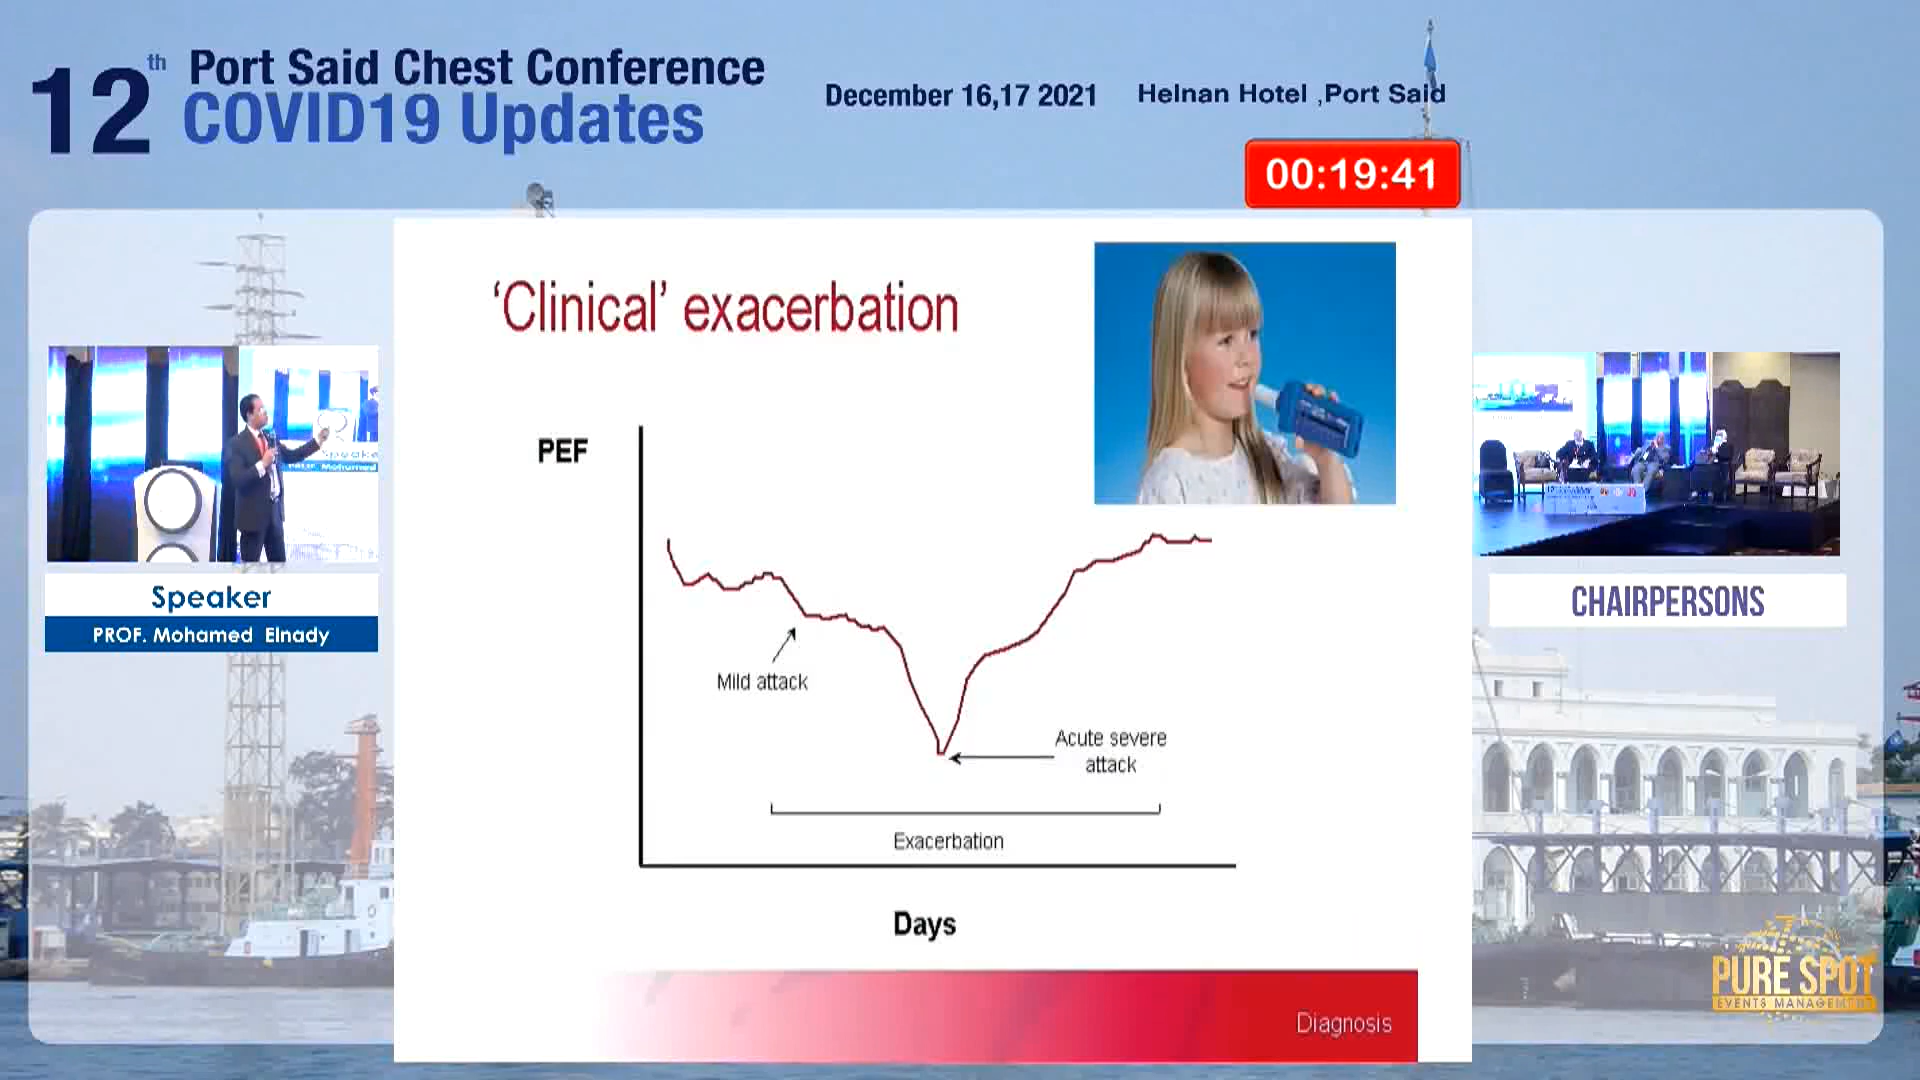 12th Port Said Chest Conference
COVID19 Updates
December 16,17 2021
Helnan Hotel ,Port Said
00:19:41
‘Clinical’ exacerbation
PEF
Mild attack
Acute severe
attack
Exacerbation
Days
Diagnosis
Speaker
PROF. Mohamed Elnady
CHAIRPERSONS
PURE SPOT
EVENTS MANAGEMENT